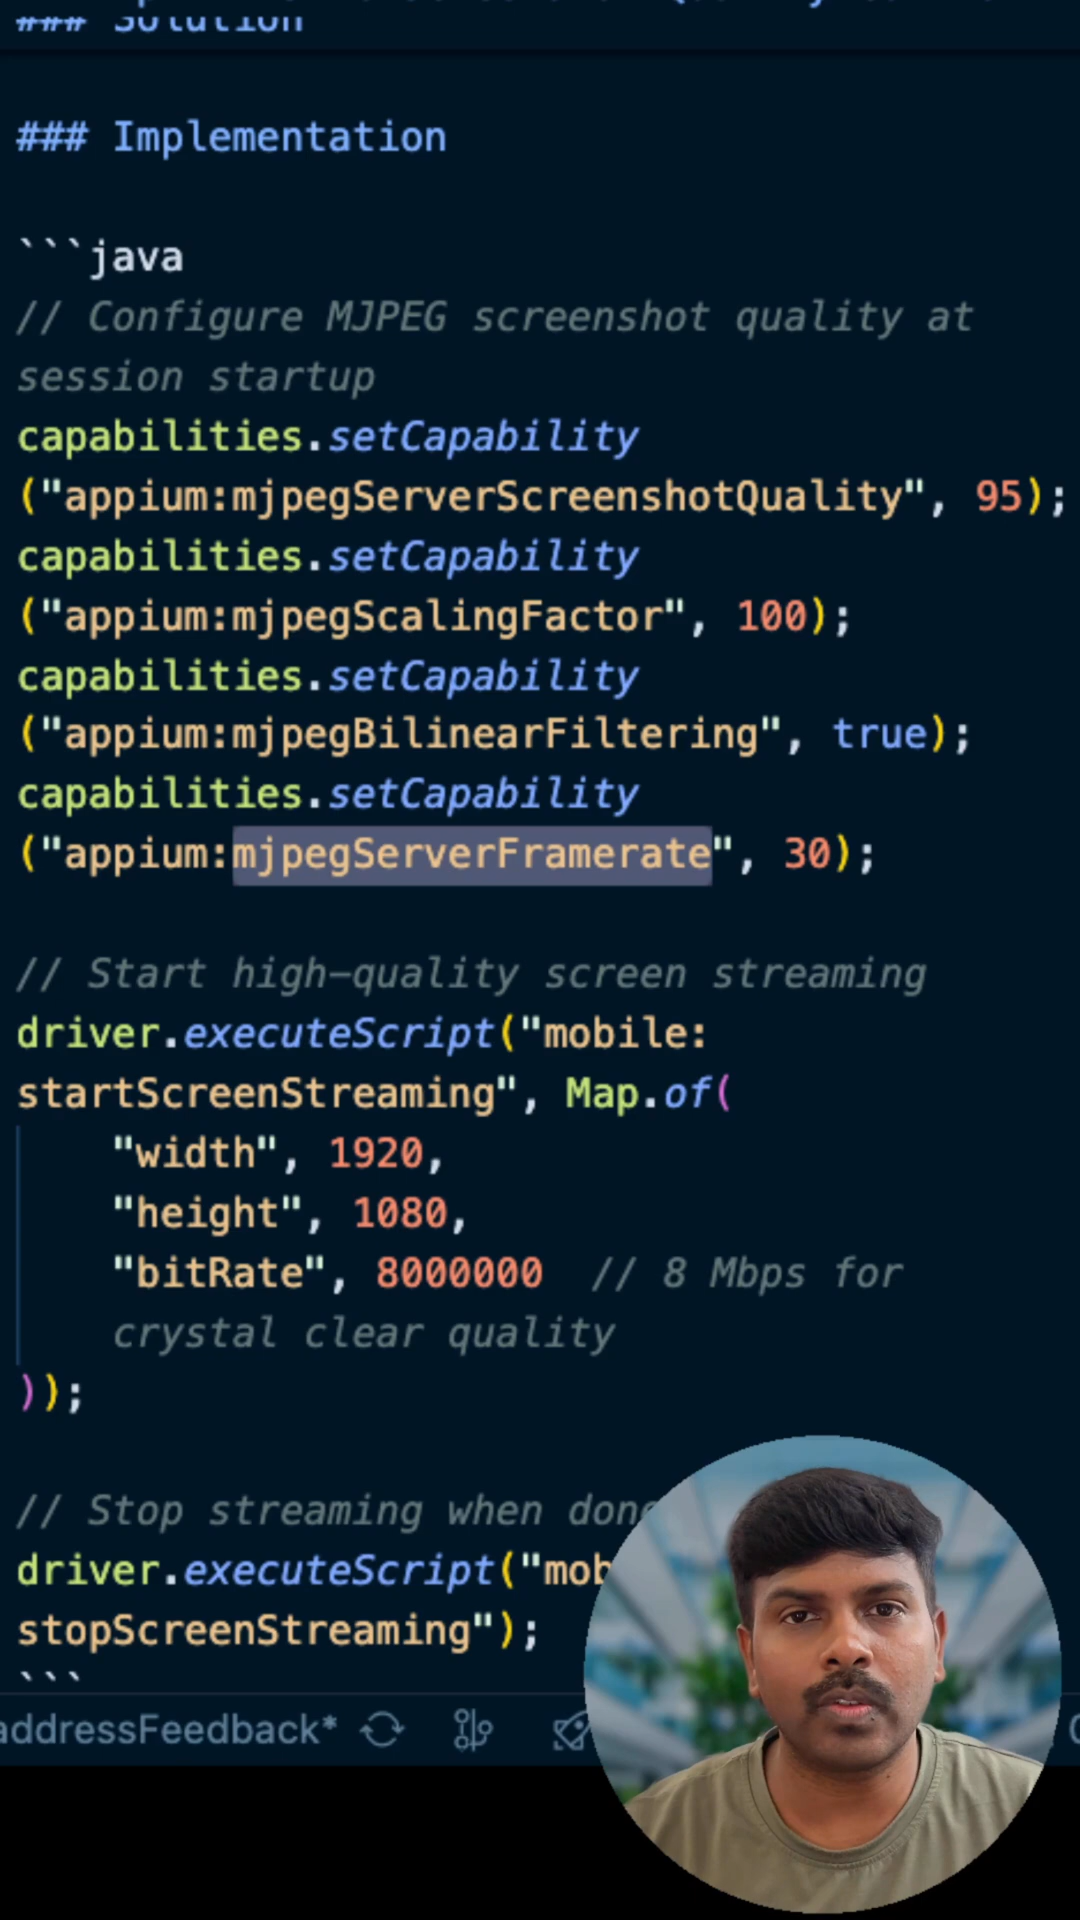 ### Solution
### Implementation
```java
// Configure MJPEG screenshot quality at
session startup
capabilities.setCapability
("appium:mjpegServerScreenshotQuality", 95);
capabilities.setCapability
("appium:mjpegScalingFactor", 100);
capabilities.setCapability
("appium:mjpegBilinearFiltering", true);
capabilities.setCapability
("appium:mjpegServerFramerate", 30);
// Start high-quality screen streaming
driver.executeScript("mobile:
startScreenStreaming", Map.of(
"width", 1920,
"height", 1080,
"bitRate", 8000000 // 8 Mbps for
crystal clear quality
));
// Stop streaming when done
driver.executeScript("mob
stopScreenStreaming");
```
addressFeedback*